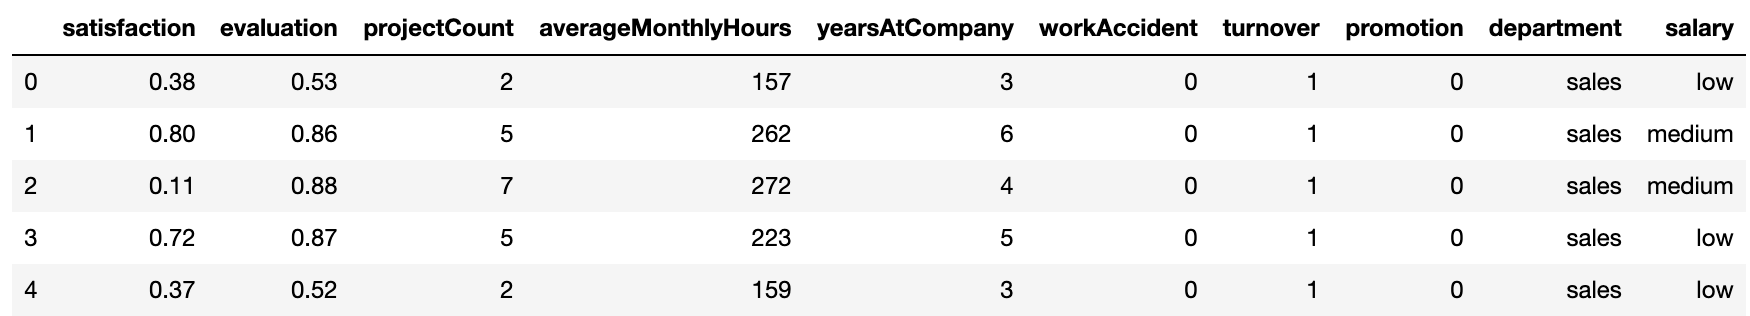 satisfaction evaluation projectCount averageMonthlyHours yearsAtCompany workAccident turnover promotion department salary
0 0.38 0.53 2 157 3 0 1 0 sales low
1 0.80 0.86 5 262 6 0 1 0 sales medium
2 0.11 0.88 7 272 4 0 1 0 sales medium
3 0.72 0.87 5 223 5 0 1 0 sales low
4 0.37 0.52 2 159 3 0 1 0 sales low